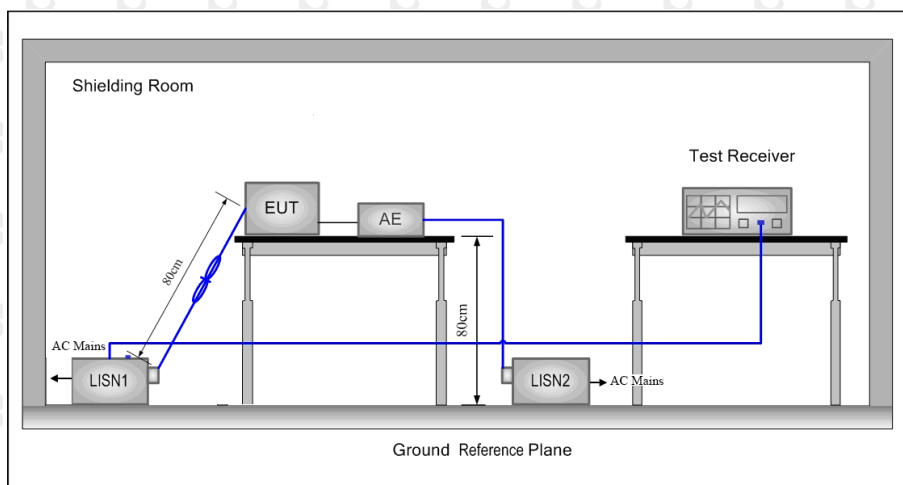 Shielding Room
Test Receiver
EUT
AE
80cm
80cm
AC Mains
LISN1
LISN2
AC Mains
Ground Reference Plane